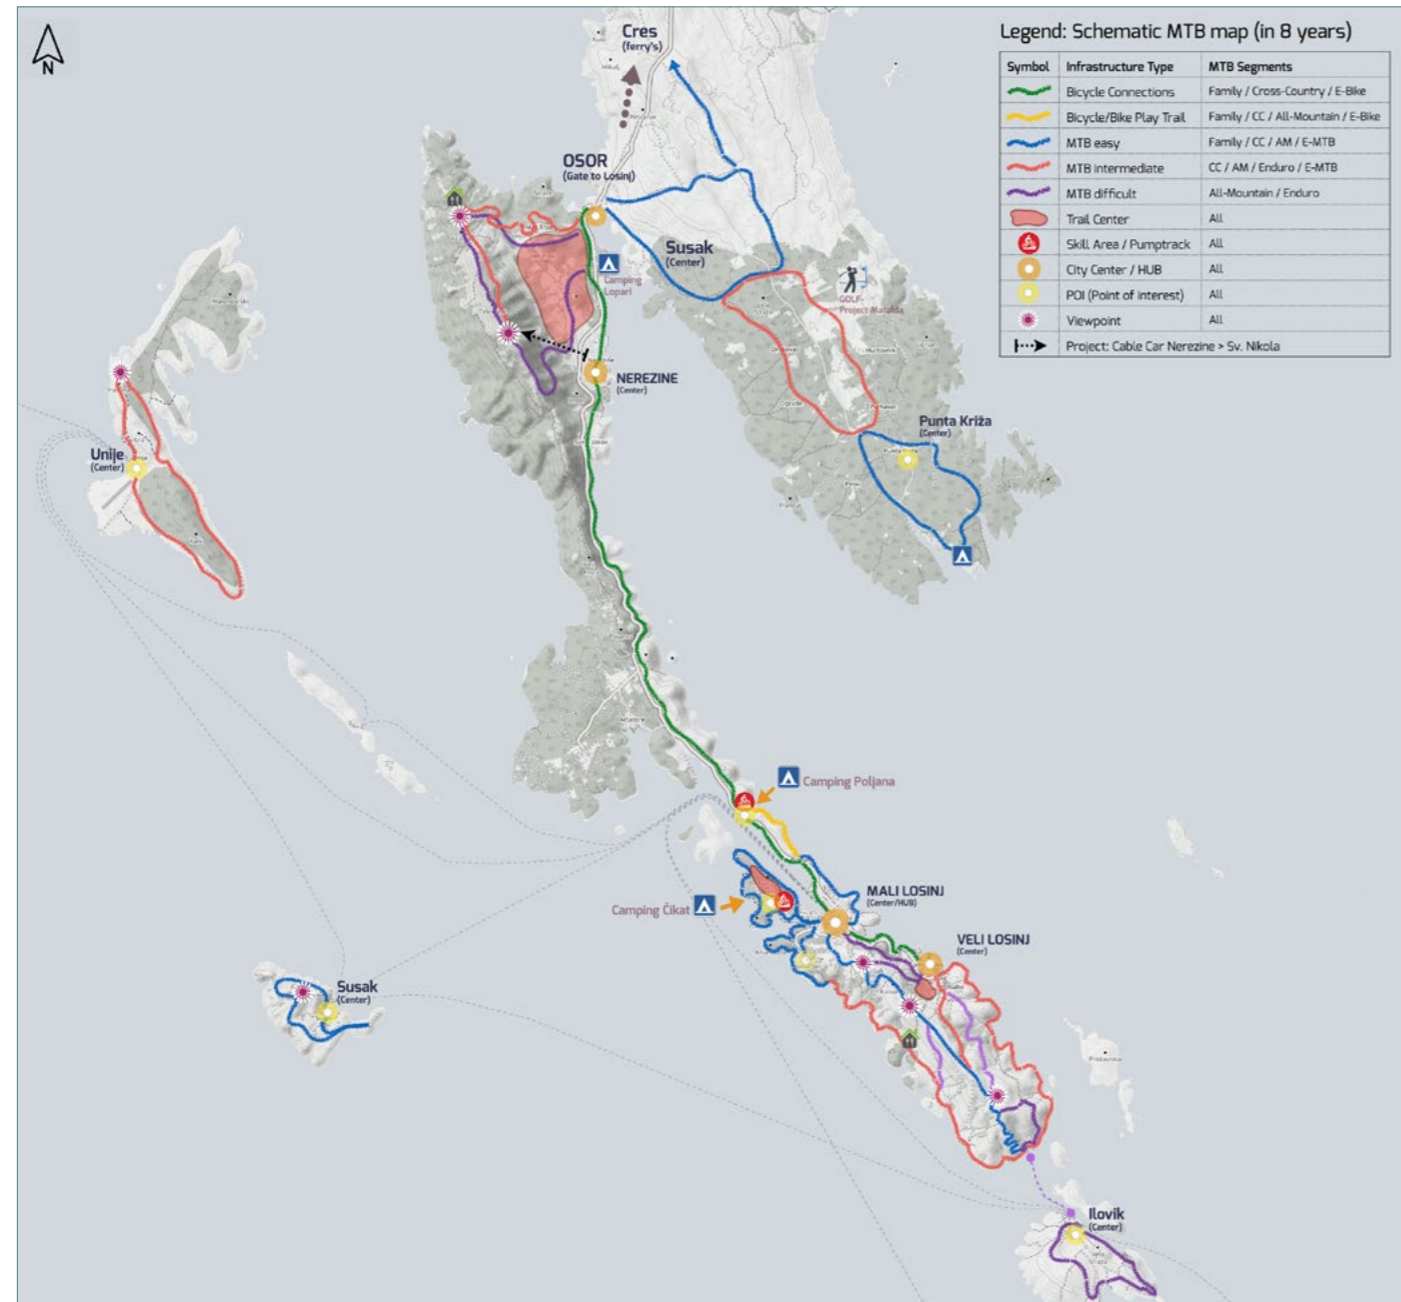 Cres
(ferry's)
N
Legend: Schematic MTB map (in 8 years)
Symbol Infrastructure Type MTB Segments
Bicycle Connections Family / Cross-Country / E-Bike
Bicycle/Bike Play Trail Family / CC / All-Mountain / E-Bike
MTB easy Family / CC / AM / E-MTB
MTB intermediate CC / AM / Enduro / E-MTB
MTB difficult All-Mountain / Enduro
Trail Center All
Skill Area / Pumptrack All
City Center / HUB All
POI (Point of interest) All
Viewpoint All
Project: Cable Car Nerezine > Sv. Nikola
OSOR
(Gate to Losinj)
Susak
(Center)
Camping
Lopari
GOLF-
Project Matalda
NEREZINE
(Center)
Punta Križa
(Center)
Unije
(Center)
Camping Poljana
MALI LOSINJ
(Center/HUB)
Camping Čikat
VELI LOSINJ
(Center)
Susak
(Center)
Ilovik
(Center)